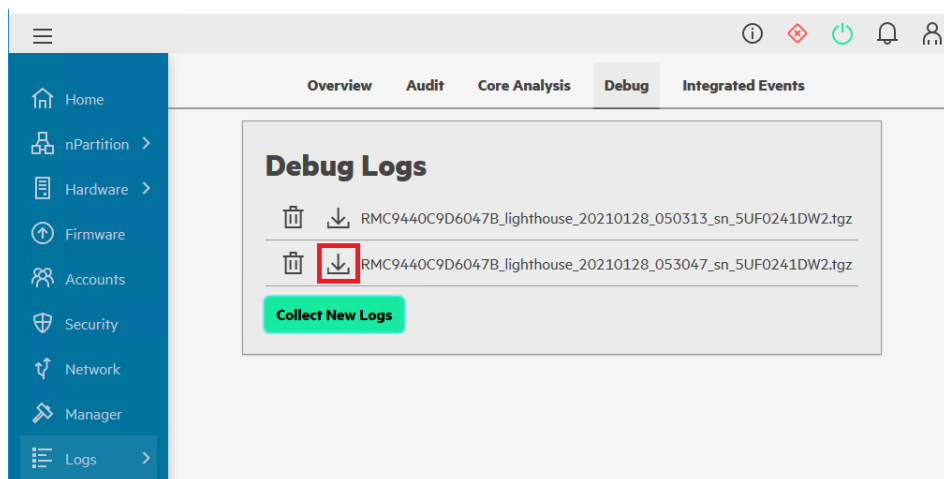 Home
nPartition
Hardware
Firmware
Accounts
Security
Network
Manager
Logs
Overview Audit Core Analysis Debug Integrated Events
Debug Logs
RMC9440C9D6047B_lighthouse_20210128_050313_sn_5UF0241DW2.tgz
RMC9440C9D6047B_lighthouse_20210128_053047_sn_5UF0241DW2.tgz
Collect New Logs